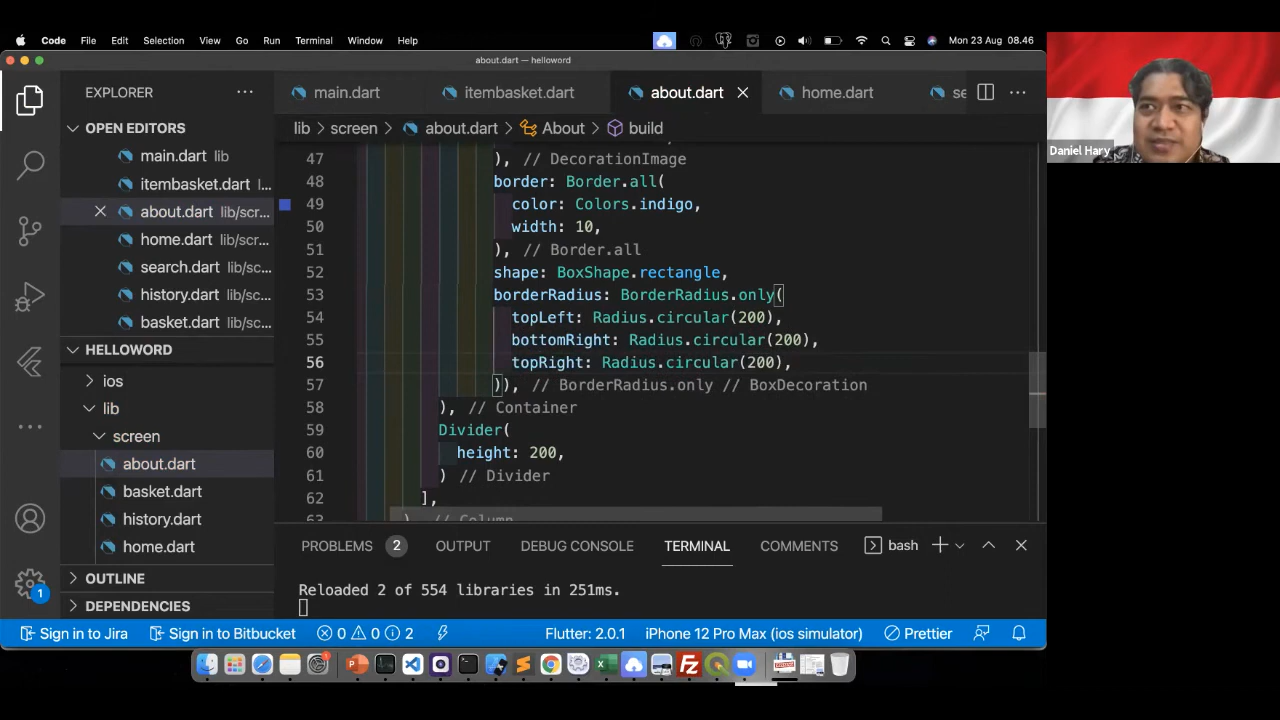 Code File Edit Selection View Go Run Terminal Window Help Mon 23 Aug 08.46
about.dart — helloword
EXPLORER
main.dart itembasket.dart about.dart home.dart se
lib > screen > about.dart > About > build
OPEN EDITORS
main.dart lib
itembasket.dart l...
about.dart lib/scr...
home.dart lib/sc...
search.dart lib/sc...
history.dart lib/sc...
basket.dart lib/sc...
HELLOWORD
ios
lib
screen
about.dart
basket.dart
history.dart
home.dart
OUTLINE
DEPENDENCIES
47 ), // DecorationImage
48 border: Border.all(
49 color: Colors.indigo,
50 width: 10,
51 ), // Border.all
52 shape: BoxShape.rectangle,
53 borderRadius: BorderRadius.only(
54 topLeft: Radius.circular(200),
55 bottomRight: Radius.circular(200),
56 topRight: Radius.circular(200),
57 )), // BorderRadius.only // BoxDecoration
58 ), // Container
59 Divider(
60 height: 200,
61 ) // Divider
62 ],
63 ), // Column
PROBLEMS 2 OUTPUT DEBUG CONSOLE TERMINAL COMMENTS bash
Reloaded 2 of 554 libraries in 251ms.
1
Sign in to Jira Sign in to Bitbucket 0 0 2 Flutter: 2.0.1 iPhone 12 Pro Max (ios simulator) Prettier
Daniel Hary